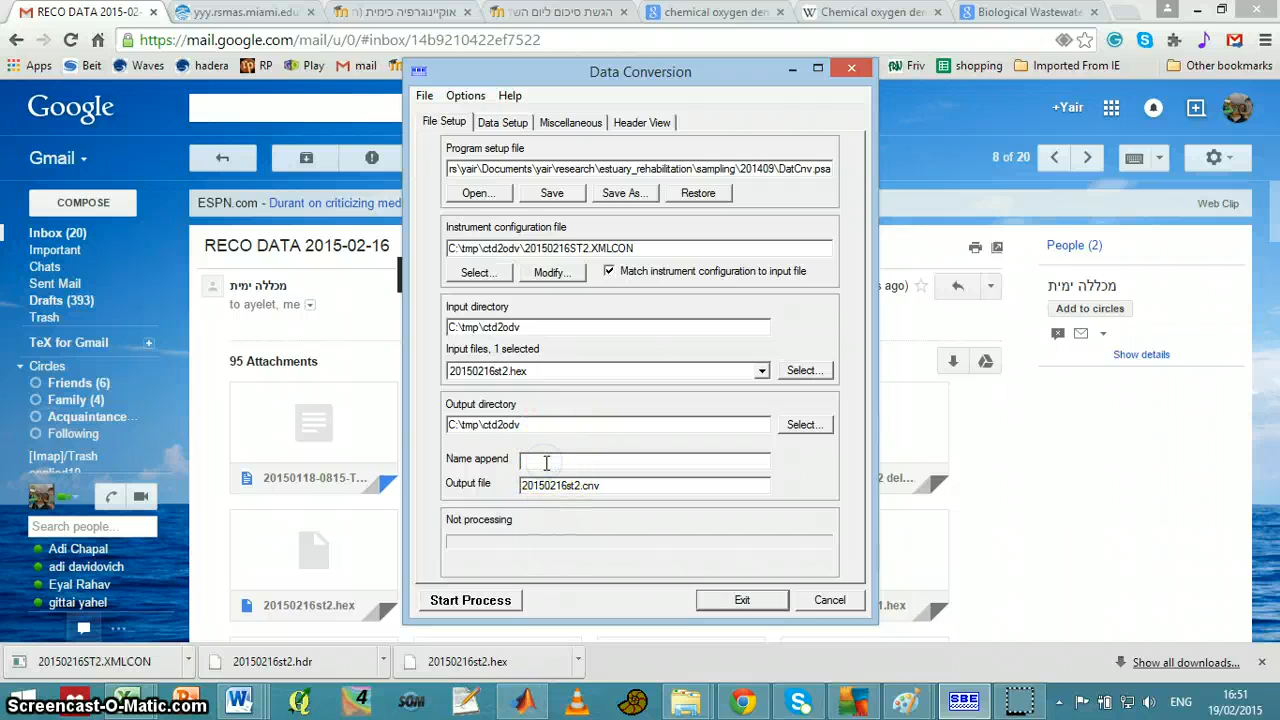 RECO DATA 2015-02-
yyy.rsmas.miami.edu
אוקיינוגרפיה כימית (ח
הגשת סיכום ליום השד
chemical oxygen de
Chemical oxygen dem
Biological Wastewate
https://mail.google.com/mail/u/0/#inbox/14b9210422ef7522
Apps
Beit
Waves
hadera
RP
Play
mail
Friv
shopping
Imported From IE
Other bookmarks
Google
+Yair
Gmail
8 of 20
COMPOSE
ESPN.com - Durant on criticizing med
Web Clip
Inbox (20)
Important
Chats
Sent Mail
Drafts (393)
Trash
TeX for Gmail
Circles
Friends (6)
Family (4)
Acquaintance...
Following
[Imap]/Trash
Search people...
Adi Chapal
adi davidovich
Eyal Rahav
gittai yahel
RECO DATA 2015-02-16
מכללה ימית
to ayelet, me
s ago)
95 Attachments
20150118-0815-T...
2 del...
20150216st2.hex
1.hex
People (2)
מכללה ימית
Add to circles
Show details
Data Conversion
File
Options
Help
File Setup
Data Setup
Miscellaneous
Header View
Program setup file
rs\yair\Documents\yair\research\estuary_rehabilitation\sampling\201409\DatCnv.psa
Open...
Save
Save As...
Restore
Instrument configuration file
C:\tmp\ctd2odv\20150216ST2.XMLCON
Select...
Modify...
Match instrument configuration to input file
Input directory
C:\tmp\ctd2odv
Input files, 1 selected
20150216st2.hex
Select...
Output directory
C:\tmp\ctd2odv
Select...
Name append
Output file
20150216st2.cnv
Not processing
Start Process
Exit
Cancel
20150216ST2.XMLCON
20150216st2.hdr
20150216st2.hex
Show all downloads...
SOM
SBE
ENG
16:51
19/02/2015
Screencast-O-Matic.com